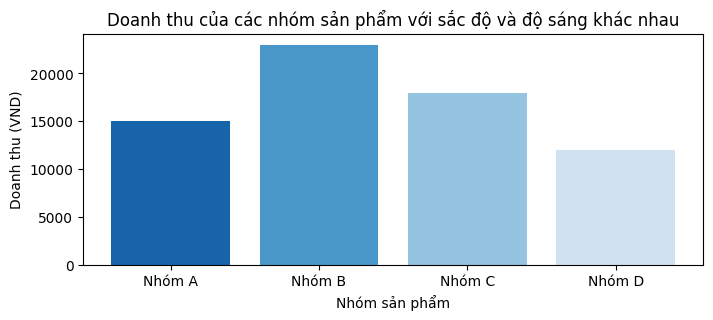 Doanh thu của các nhóm sản phẩm với sắc độ và độ sáng khác nhau
Doanh thu (VND)
20000
15000
10000
5000
0
Nhóm A Nhóm B Nhóm C Nhóm D
Nhóm sản phẩm